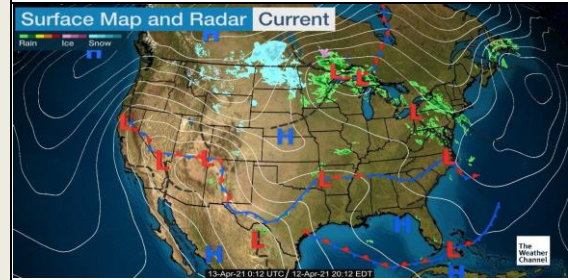 Surface Map and Radar Current
Rain Ice Snow
H
H
L
L
L
L
L
H
L
L
L
L
L
H
H
L
H
The
Weather
Channel
13-Apr-21 0:12 UTC / 12-Apr-21 20:12 EDT